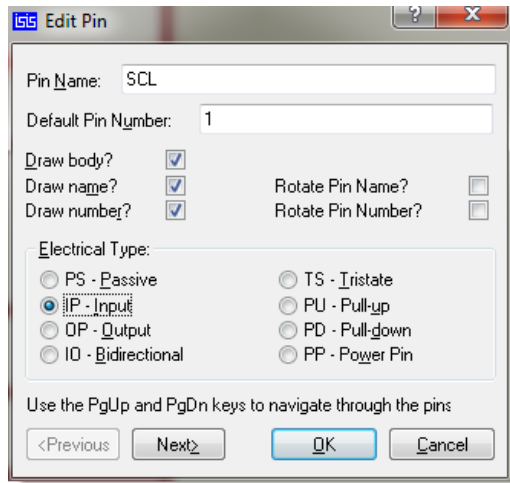 isis Edit Pin
?
X
Pin Name: SCL
Default Pin Number: 1
Draw body?
Draw name? Rotate Pin Name?
Draw number? Rotate Pin Number?
Electrical Type:
PS - Passive TS - Tristate
IP - Input PU - Pull-up
OP - Output PD - Pull-down
IO - Bidirectional PP - Power Pin
Use the PgUp and PgDn keys to navigate through the pins
<Previous Next> OK Cancel